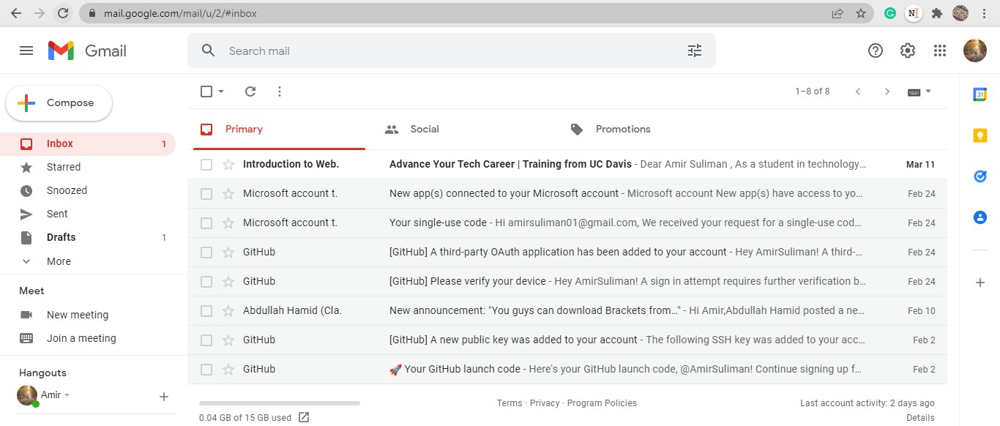 mail.google.com/mail/u/2/#inbox
Gmail
Search mail
Compose
1–8 of 8
31
Primary
Social
Promotions
Inbox 1
Starred
Snoozed
Sent
Drafts 1
More
Introduction to Web. Advance Your Tech Career | Training from UC Davis - Dear Amir Suliman , As a student in technology… Mar 11
Microsoft account t. New app(s) connected to your Microsoft account - Microsoft account New app(s) have access to yo… Feb 24
Microsoft account t. Your single-use code - Hi amirsuliman01@gmail.com, We received your request for a single-use cod… Feb 24
GitHub [GitHub] A third-party OAuth application has been added to your account - Hey AmirSuliman! A third-… Feb 24
GitHub [GitHub] Please verify your device - Hey AmirSuliman! A sign in attempt requires further verification b… Feb 24
Abdullah Hamid (Cla. New announcement: "You guys can download Brackets from…" - Hi Amir,Abdullah Hamid posted a ne… Feb 10
GitHub [GitHub] A new public key was added to your account - The following SSH key was added to your acc… Feb 2
GitHub 🚀 Your GitHub launch code - Here's your GitHub launch code, @AmirSuliman! Continue signing up f… Feb 2
Meet
New meeting
Join a meeting
Hangouts
Amir
0.04 GB of 15 GB used
Terms · Privacy · Program Policies
Last account activity: 2 days ago
Details